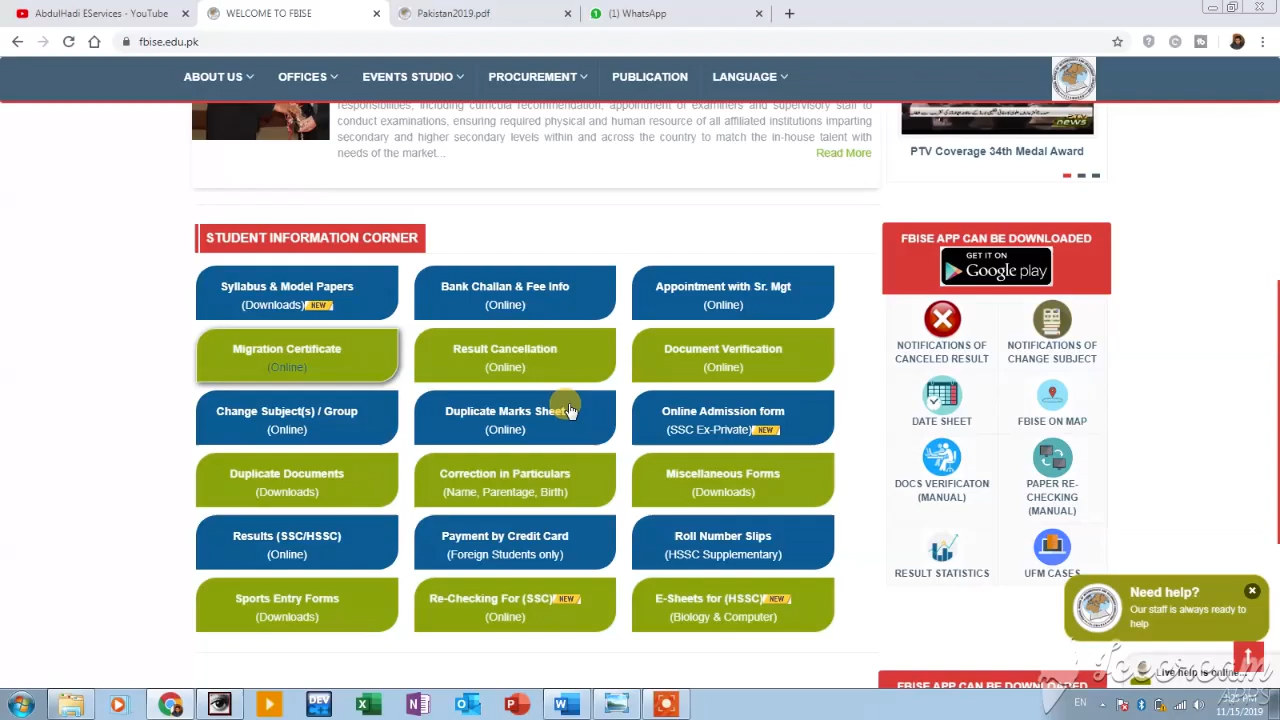 AbdulHadi EServices - YouTube
WELCOME TO FBISE
Pakistan2019.pdf
(1) WhatsApp
fbise.edu.pk
ABOUT US
OFFICES
EVENTS STUDIO
PROCUREMENT
PUBLICATION
LANGUAGE
responsibilities, including curricula recommendation, appointment of examiners and supervisory staff to
conduct examinations, ensuring required physical and human resource of all affiliated institutions imparting
secondary and higher secondary levels within and across the country to match the in-house talent with
needs of the market...
Read More
news
PTV Coverage 34th Medal Award
STUDENT INFORMATION CORNER
Syllabus & Model Papers
(Downloads) NEW
Bank Challan & Fee Info
(Online)
Appointment with Sr. Mgt
(Online)
Migration Certificate
(Online)
Result Cancellation
(Online)
Document Verification
(Online)
Change Subject(s) / Group
(Online)
Duplicate Marks Sheet
(Online)
Online Admission form
(SSC Ex-Private) NEW
Duplicate Documents
(Downloads)
Correction in Particulars
(Name, Parentage, Birth)
Miscellaneous Forms
(Downloads)
Results (SSC/HSSC)
(Online)
Payment by Credit Card
(Foreign Students only)
Roll Number Slips
(HSSC Supplementary)
Sports Entry Forms
(Downloads)
Re-Checking For (SSC) NEW
(Online)
E-Sheets for (HSSC) NEW
(Biology & Computer)
FBISE APP CAN BE DOWNLOADED
GET IT ON
Google play
NOTIFICATIONS OF
CANCELED RESULT
NOTIFICATIONS OF
CHANGE SUBJECT
DATE SHEET
FBISE ON MAP
DOCS VERIFICATON
(MANUAL)
PAPER RE-
CHECKING
(MANUAL)
RESULT STATISTICS
UFM CASES
Need help?
Our staff is always ready to
help
Live help is online...
FBISE APP CAN BE DOWNLOADED
DEV
EN
11/15/2019